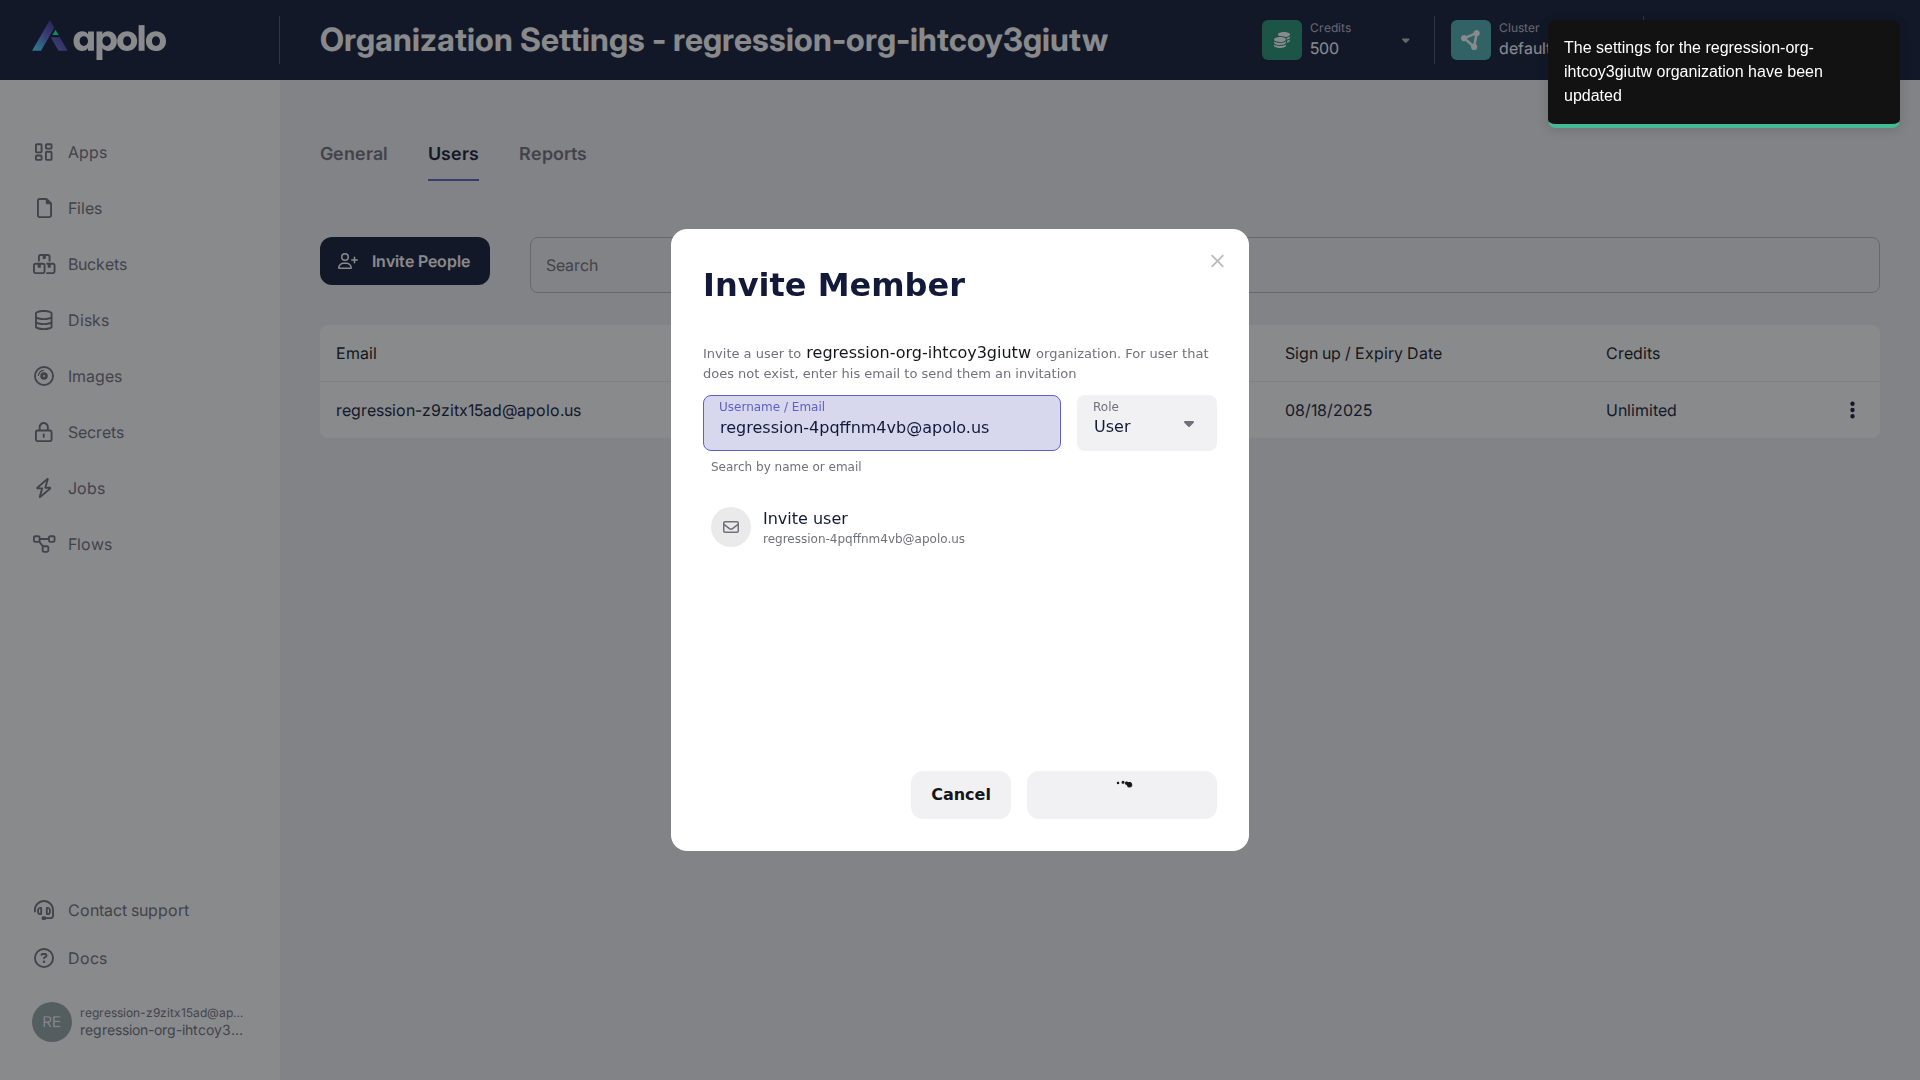 apolo
Organization Settings - regression-org-ihtcoy3giutw
Credits
500
Cluster
default
The settings for the regression-org-
ihtcoy3giutw organization have been
updated
Apps
Files
Buckets
Disks
Images
Secrets
Jobs
Flows
Contact support
Docs
RE
regression-z9zitx15ad@ap...
regression-org-ihtcoy3...
General
Users
Reports
Invite People
Search
Email
Sign up / Expiry Date
Credits
regression-z9zitx15ad@apolo.us
08/18/2025
Unlimited
Invite Member
Invite a user to regression-org-ihtcoy3giutw organization. For user that
does not exist, enter his email to send them an invitation
Username / Email
regression-4pqffnm4vb@apolo.us
Role
User
Search by name or email
Invite user
regression-4pqffnm4vb@apolo.us
Cancel